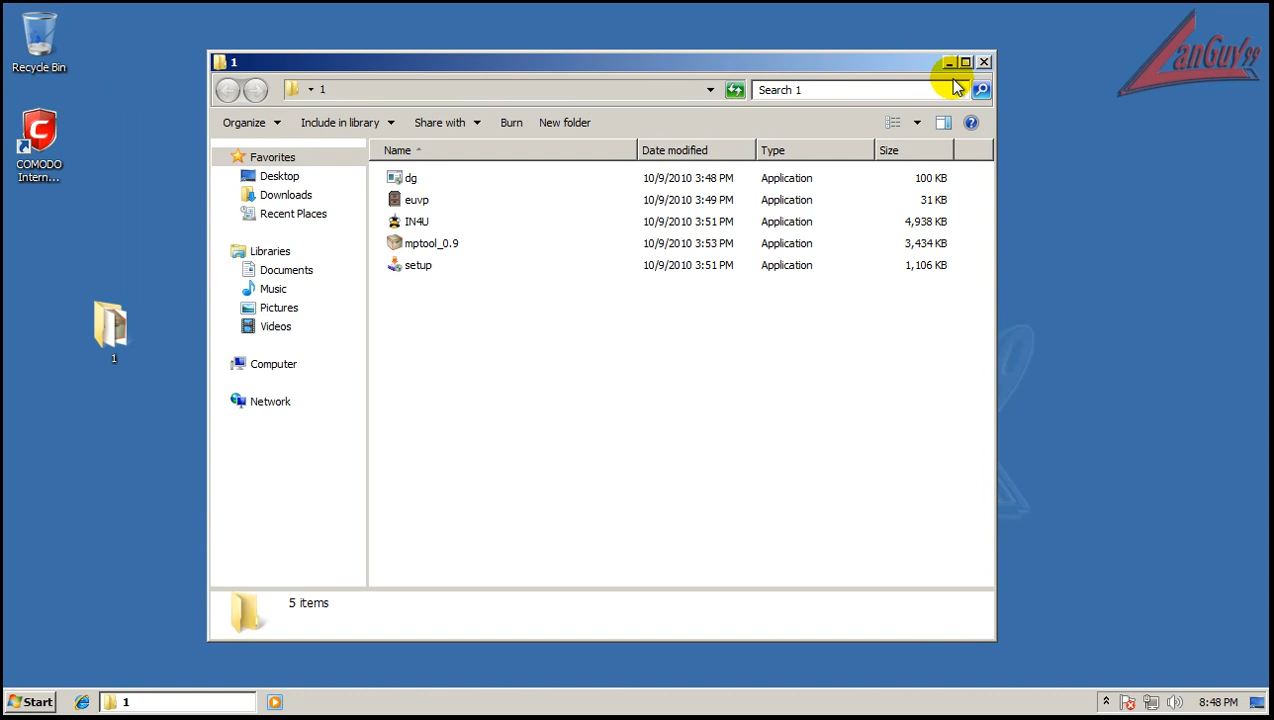 Recycle Bin
COMODO
Intern...
1
LanGuy99
1
1
Search 1
Organize
Include in library
Share with
Burn
New folder
Name
Date modified
Type
Size
Favorites
Desktop
Downloads
Recent Places
Libraries
Documents
Music
Pictures
Videos
Computer
Network
dg 10/9/2010 3:48 PM Application 100 KB
euvp 10/9/2010 3:49 PM Application 31 KB
IN4U 10/9/2010 3:51 PM Application 4,938 KB
mptool_0.9 10/9/2010 3:53 PM Application 3,434 KB
setup 10/9/2010 3:51 PM Application 1,106 KB
5 items
Start
1
8:48 PM